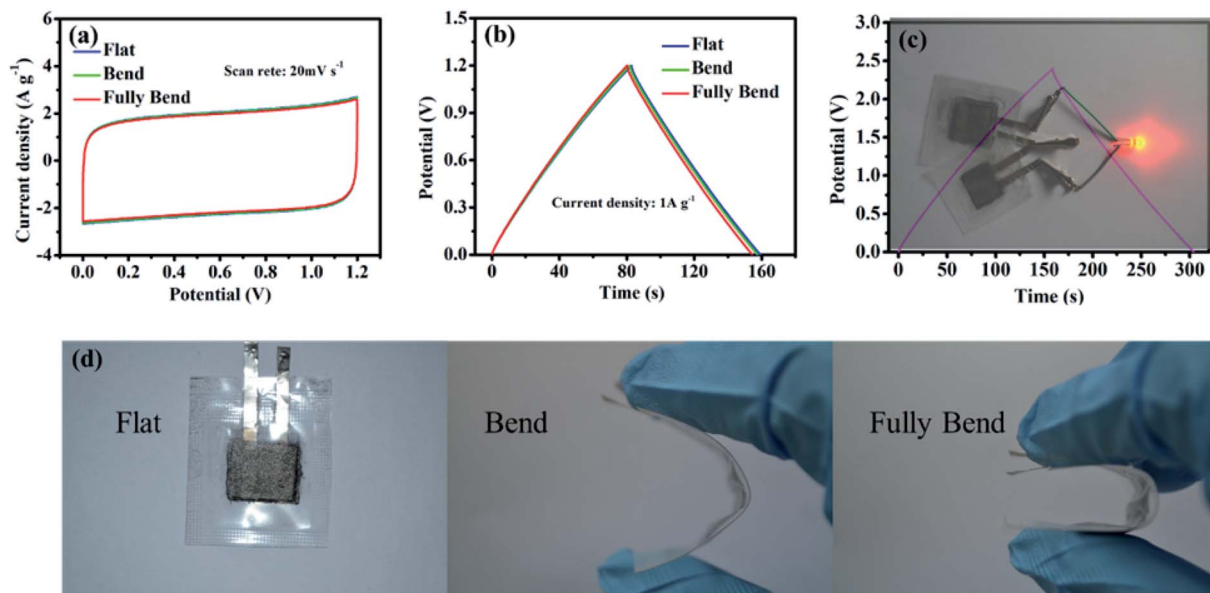 (a)
Flat
Bend
Fully Bend
Scan rete: 20mV s-1
Current density (A g-1)
6
4
2
0
-2
-4
0.0 0.2 0.4 0.6 0.8 1.0 1.2
Potential (V)
(b)
Flat
Bend
Fully Bend
Current density: 1A g-1
Potential (V)
1.5
1.2
0.9
0.6
0.3
0.0
0 40 80 120 160
Time (s)
(c)
Potential (V)
3.0
2.5
2.0
1.5
1.0
0.5
0.0
0 50 100 150 200 250 300
Time (s)
(d)
Flat
Bend
Fully Bend